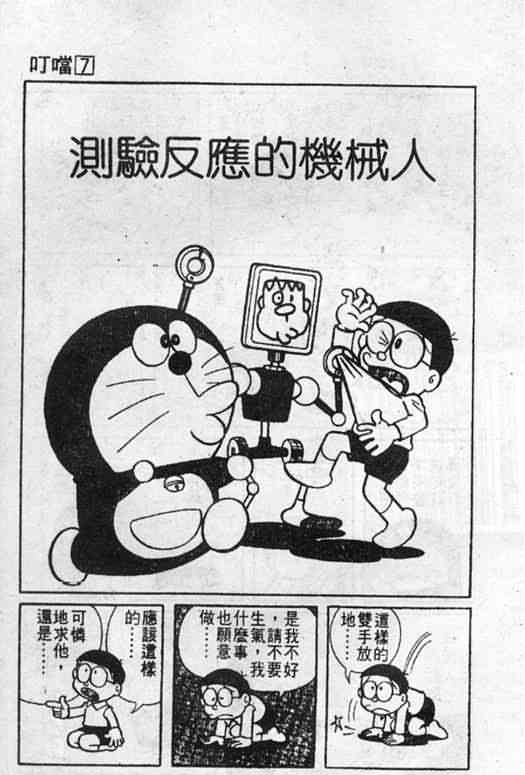 叮噹7
測驗反應的機械人
這樣的
雙手放
地……
是我不好
，請不要
生氣，我
什麼事
也願意
做……
應該這樣
的……
可憐
地求他，
還是……